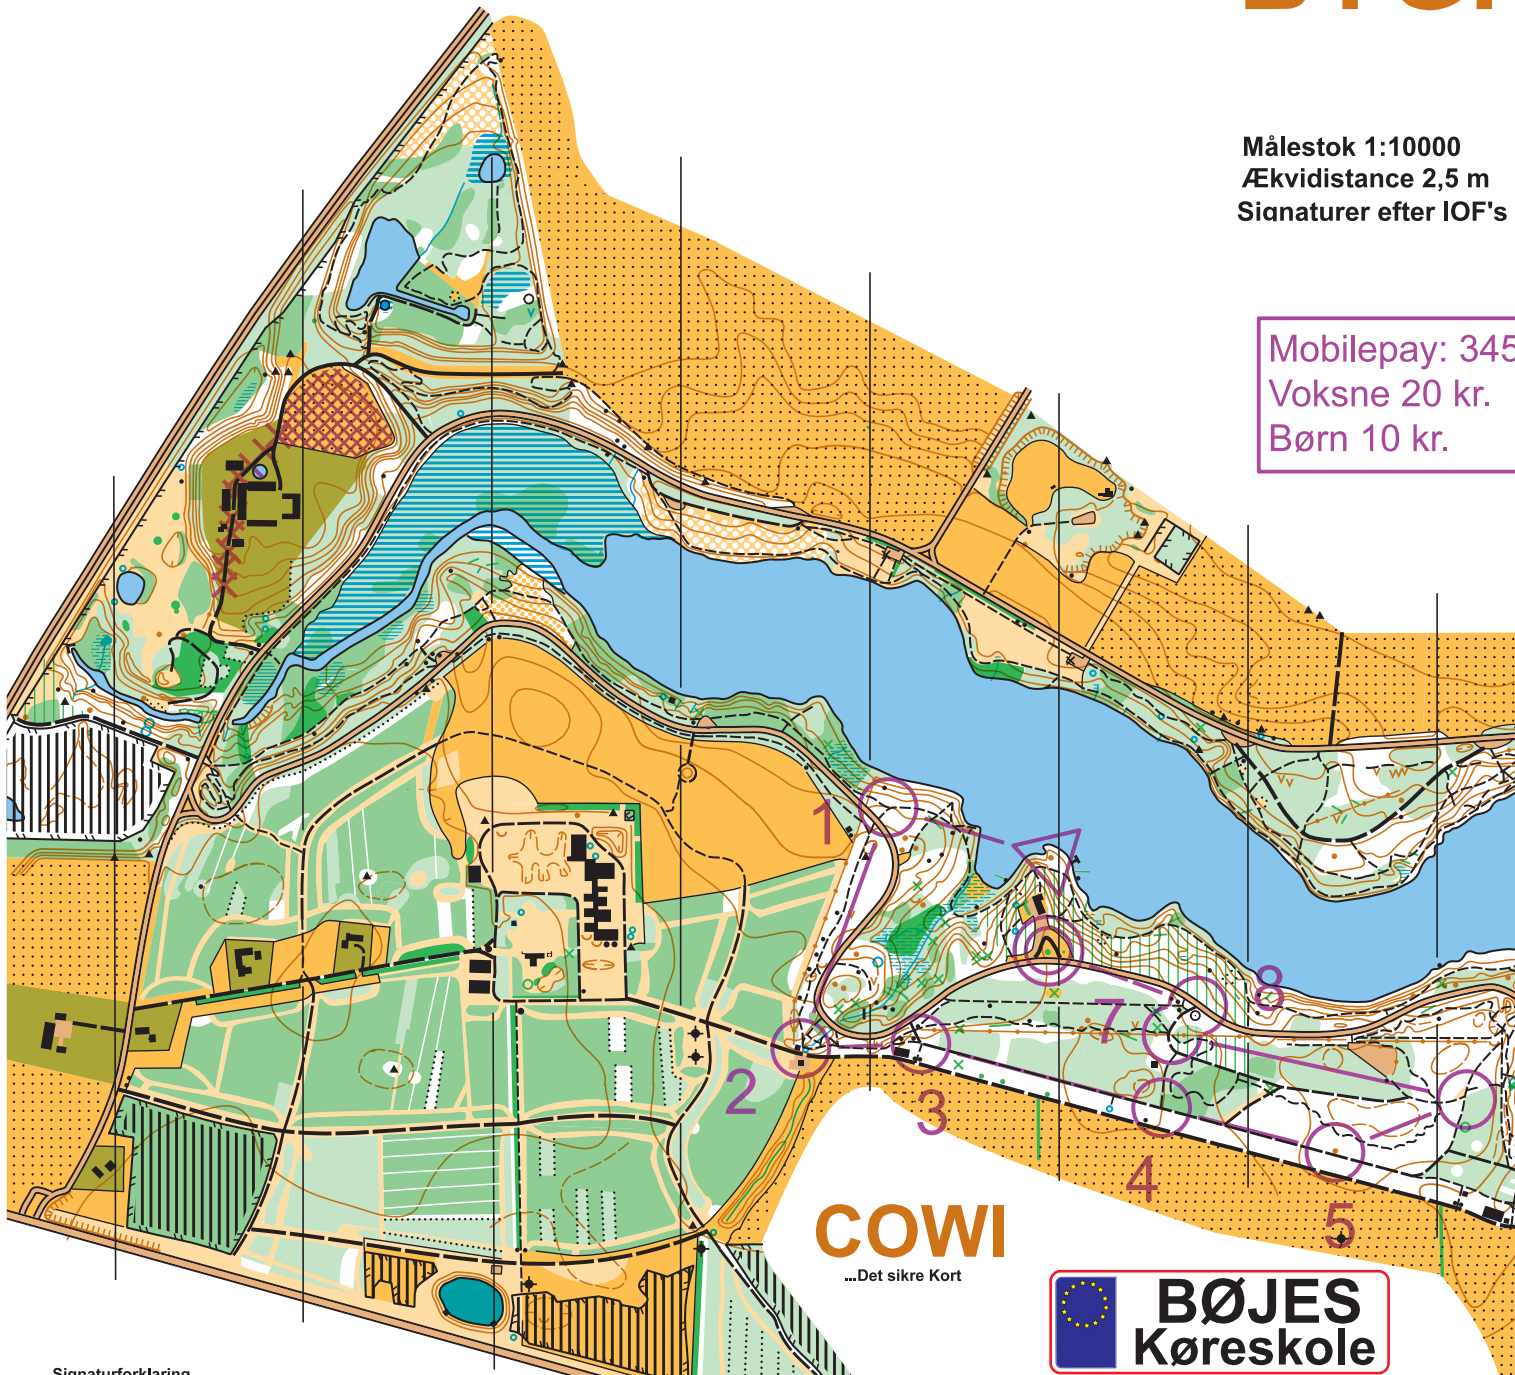 Målestok 1:10000
Ækvidistance 2,5 m
Signaturer efter IOF's
Mobilepay: 345
Voksne 20 kr.
Børn 10 kr.
1
8
7
2
3
4
5
COWI
...Det sikre Kort
BØJES
Køreskole
Signaturforklaring